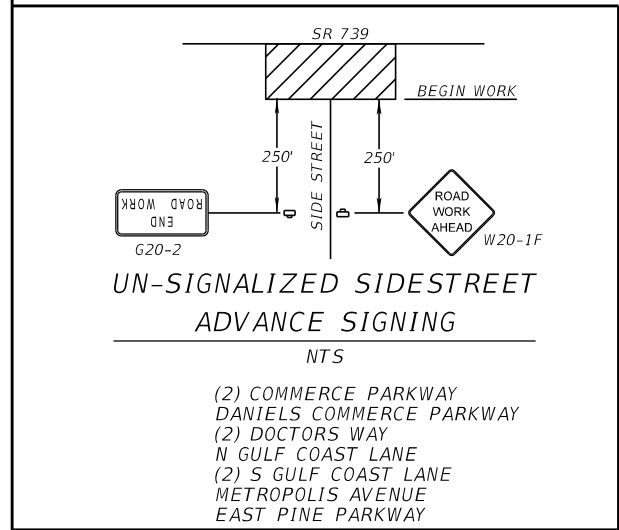 SR 739
BEGIN WORK
250'
SIDE STREET
250'
END
ROAD WORK
G20-2
ROAD
WORK
AHEAD
W20-1F
UN-SIGNALIZED SIDESTREET
ADVANCE SIGNING
NTS
(2) COMMERCE PARKWAY
DANIELS COMMERCE PARKWAY
(2) DOCTORS WAY
N GULF COAST LANE
(2) S GULF COAST LANE
METROPOLIS AVENUE
EAST PINE PARKWAY